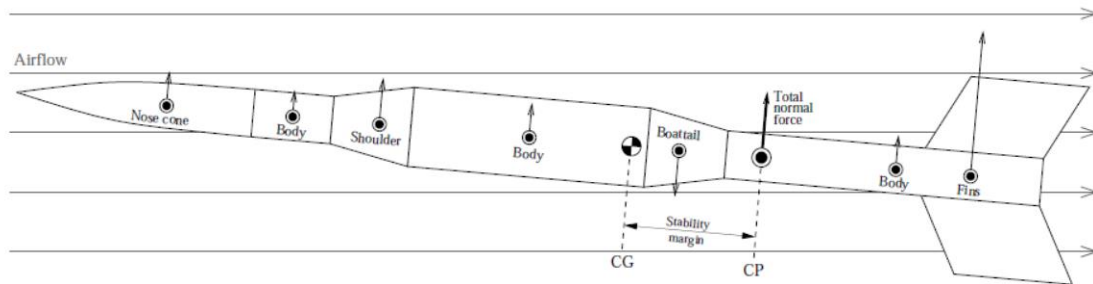 Airflow
Nose cone
Body
Shoulder
Body
Boattail
Total
normal
force
Body
Fins
Stability
margin
CG
CP